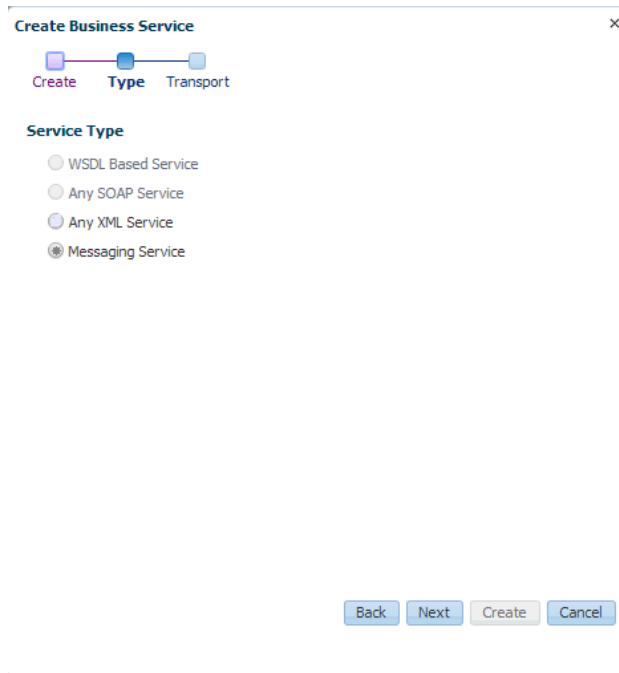 Create Business Service ×
Create Type Transport
Service Type
WSDL Based Service
Any SOAP Service
Any XML Service
Messaging Service
Back Next Create Cancel